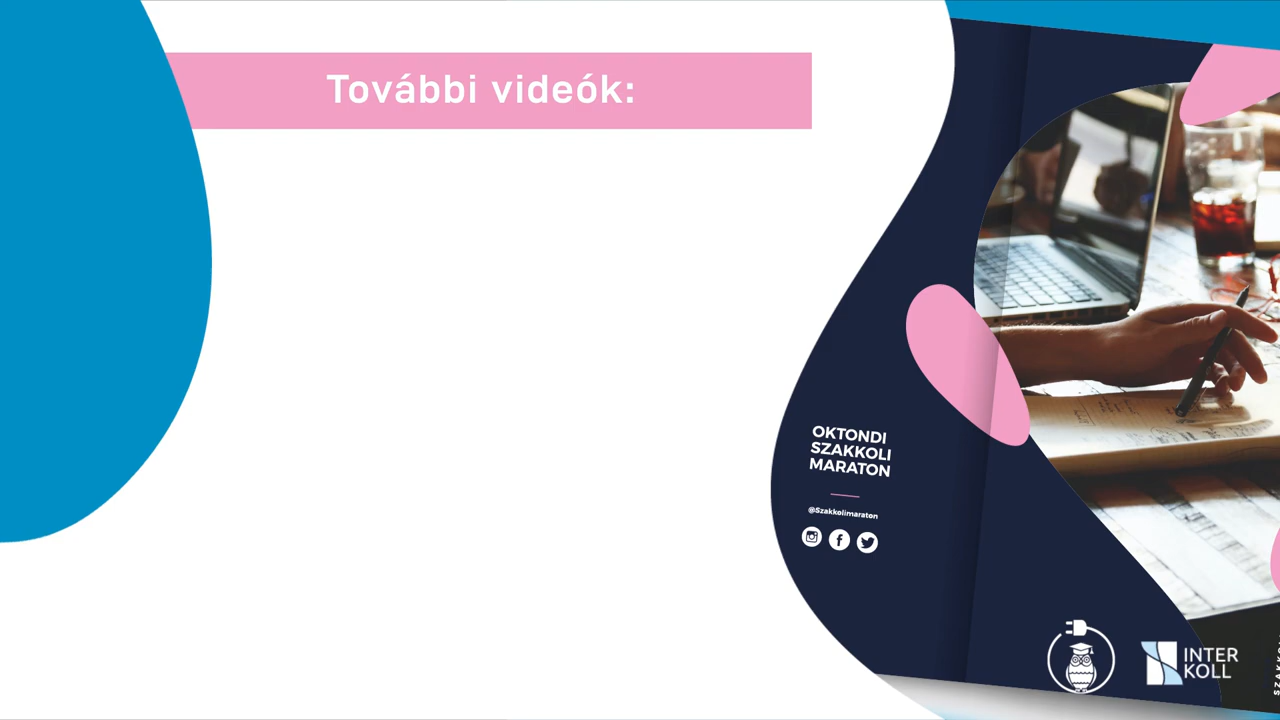 További videók:
OKTONDI
SZAKKOLI
MARATON
@Szakkolimaraton
INTER
KOLL